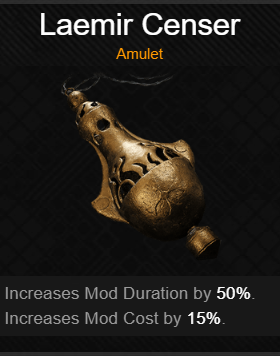 Laemir Censer
Amulet
Increases Mod Duration by 50%.
Increases Mod Cost by 15%.